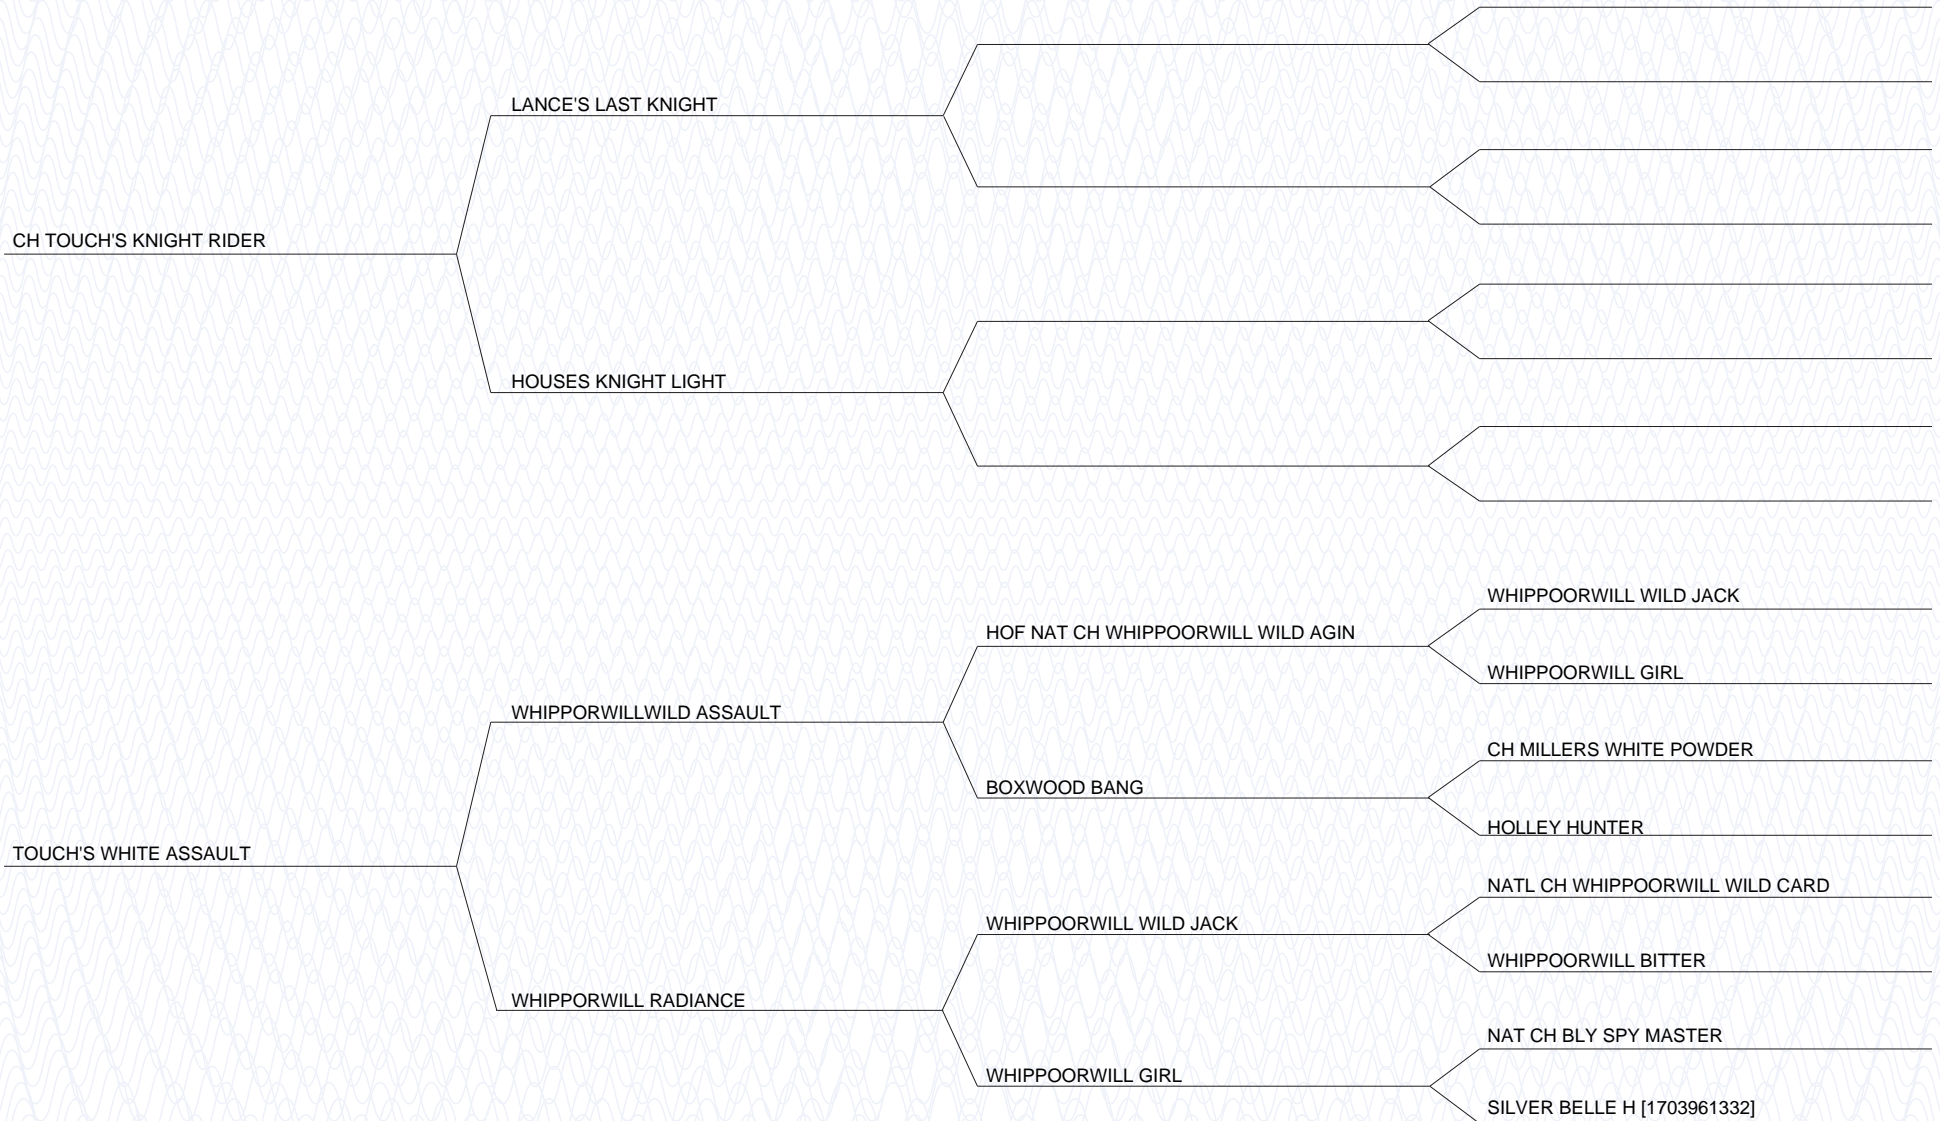 LANCE'S LAST KNIGHT
CH TOUCH'S KNIGHT RIDER
HOUSES KNIGHT LIGHT
WHIPPOORWILL WILD JACK
HOF NAT CH WHIPPOORWILL WILD AGIN
WHIPPOORWILL GIRL
WHIPPORWILLWILD ASSAULT
CH MILLERS WHITE POWDER
BOXWOOD BANG
HOLLEY HUNTER
TOUCH'S WHITE ASSAULT
NATL CH WHIPPOORWILL WILD CARD
WHIPPOORWILL WILD JACK
WHIPPOORWILL BITTER
WHIPPORWILL RADIANCE
NAT CH BLY SPY MASTER
WHIPPOORWILL GIRL
SILVER BELLE H [1703961332]